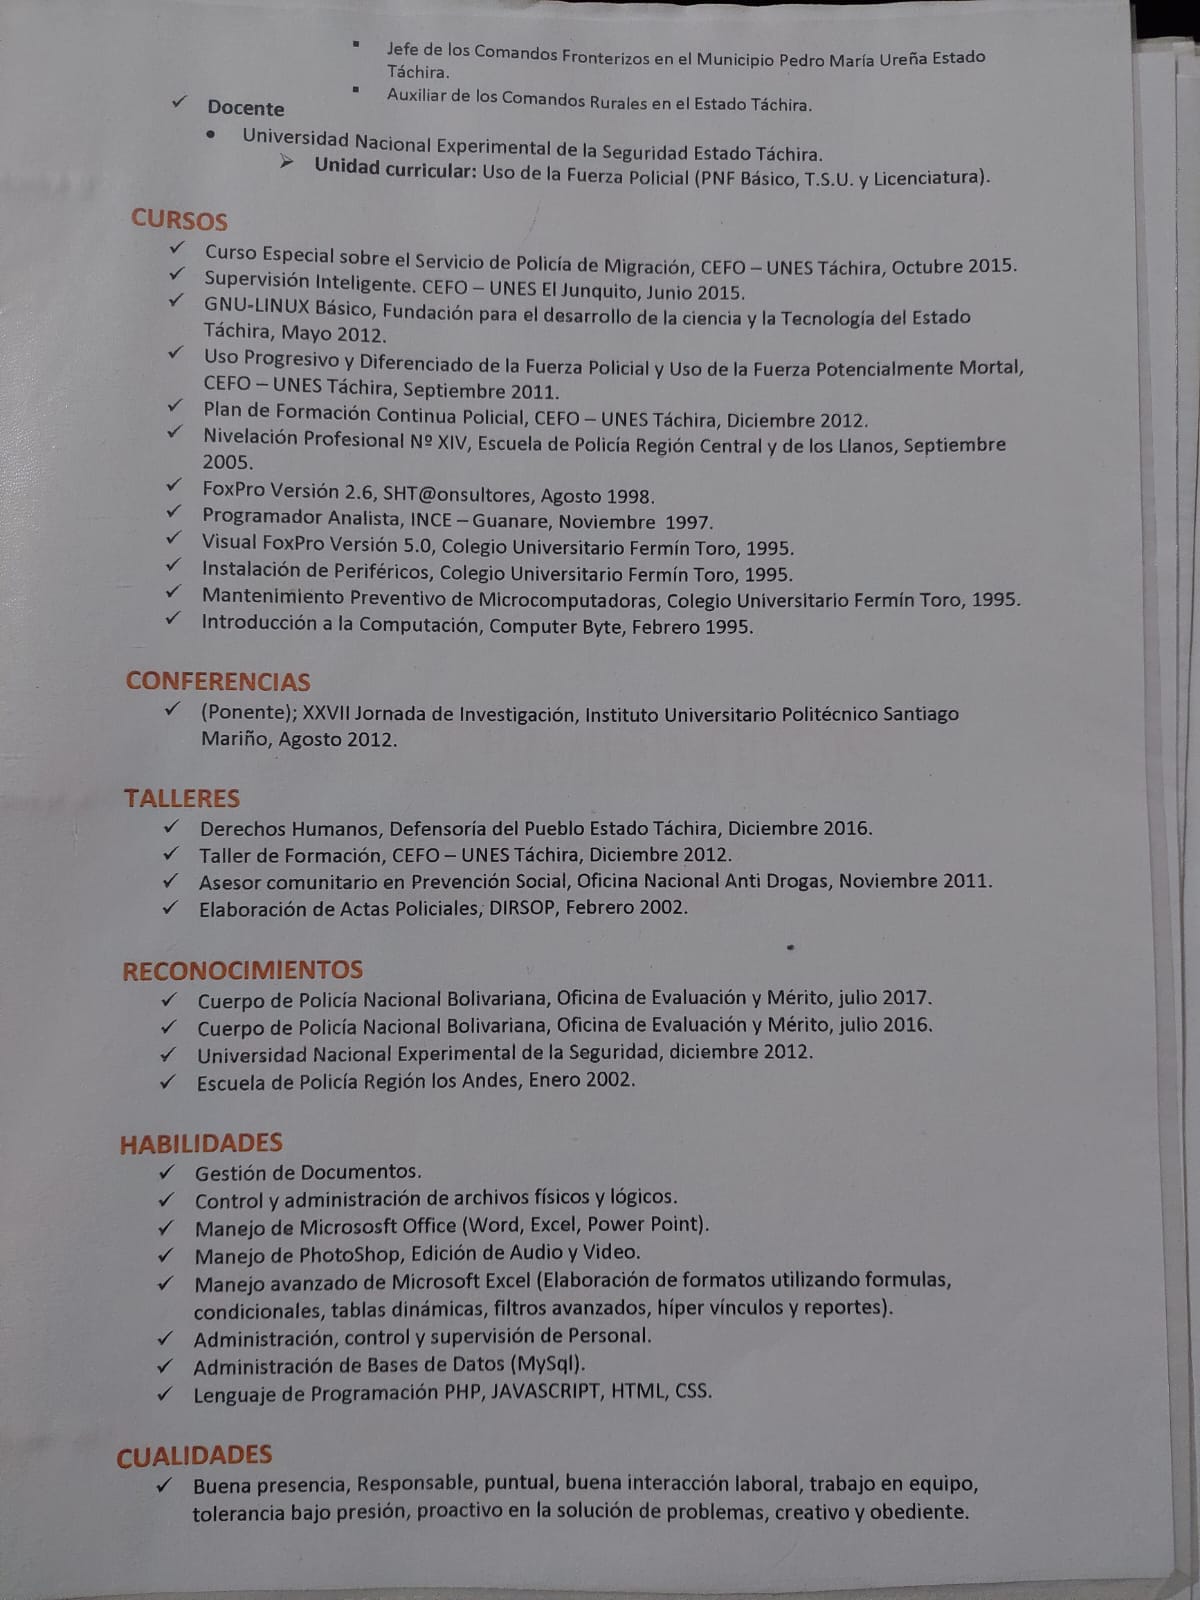 ▪ Jefe de los Comandos Fronterizos en el Municipio Pedro María Ureña Estado
Táchira.
▪ Auxiliar de los Comandos Rurales en el Estado Táchira.
✓ Docente
• Universidad Nacional Experimental de la Seguridad Estado Táchira.
➢ Unidad curricular: Uso de la Fuerza Policial (PNF Básico, T.S.U. y Licenciatura).
CURSOS
✓ Curso Especial sobre el Servicio de Policía de Migración, CEFO – UNES Táchira, Octubre 2015.
✓ Supervisión Inteligente. CEFO – UNES El Junquito, Junio 2015.
✓ GNU-LINUX Básico, Fundación para el desarrollo de la ciencia y la Tecnología del Estado
Táchira, Mayo 2012.
✓ Uso Progresivo y Diferenciado de la Fuerza Policial y Uso de la Fuerza Potencialmente Mortal,
CEFO – UNES Táchira, Septiembre 2011.
✓ Plan de Formación Continua Policial, CEFO – UNES Táchira, Diciembre 2012.
✓ Nivelación Profesional Nº XIV, Escuela de Policía Región Central y de los Llanos, Septiembre
2005.
✓ FoxPro Versión 2.6, SHT@onsultores, Agosto 1998.
✓ Programador Analista, INCE – Guanare, Noviembre 1997.
✓ Visual FoxPro Versión 5.0, Colegio Universitario Fermín Toro, 1995.
✓ Instalación de Periféricos, Colegio Universitario Fermín Toro, 1995.
✓ Mantenimiento Preventivo de Microcomputadoras, Colegio Universitario Fermín Toro, 1995.
✓ Introducción a la Computación, Computer Byte, Febrero 1995.
CONFERENCIAS
✓ (Ponente); XXVII Jornada de Investigación, Instituto Universitario Politécnico Santiago
Mariño, Agosto 2012.
TALLERES
✓ Derechos Humanos, Defensoría del Pueblo Estado Táchira, Diciembre 2016.
✓ Taller de Formación, CEFO – UNES Táchira, Diciembre 2012.
✓ Asesor comunitario en Prevención Social, Oficina Nacional Anti Drogas, Noviembre 2011.
✓ Elaboración de Actas Policiales, DIRSOP, Febrero 2002.
RECONOCIMIENTOS
✓ Cuerpo de Policía Nacional Bolivariana, Oficina de Evaluación y Mérito, julio 2017.
✓ Cuerpo de Policía Nacional Bolivariana, Oficina de Evaluación y Mérito, julio 2016.
✓ Universidad Nacional Experimental de la Seguridad, diciembre 2012.
✓ Escuela de Policía Región los Andes, Enero 2002.
HABILIDADES
✓ Gestión de Documentos.
✓ Control y administración de archivos físicos y lógicos.
✓ Manejo de Micrososft Office (Word, Excel, Power Point).
✓ Manejo de PhotoShop, Edición de Audio y Video.
✓ Manejo avanzado de Microsoft Excel (Elaboración de formatos utilizando formulas,
condicionales, tablas dinámicas, filtros avanzados, híper vínculos y reportes).
✓ Administración, control y supervisión de Personal.
✓ Administración de Bases de Datos (MySql).
✓ Lenguaje de Programación PHP, JAVASCRIPT, HTML, CSS.
CUALIDADES
✓ Buena presencia, Responsable, puntual, buena interacción laboral, trabajo en equipo,
tolerancia bajo presión, proactivo en la solución de problemas, creativo y obediente.